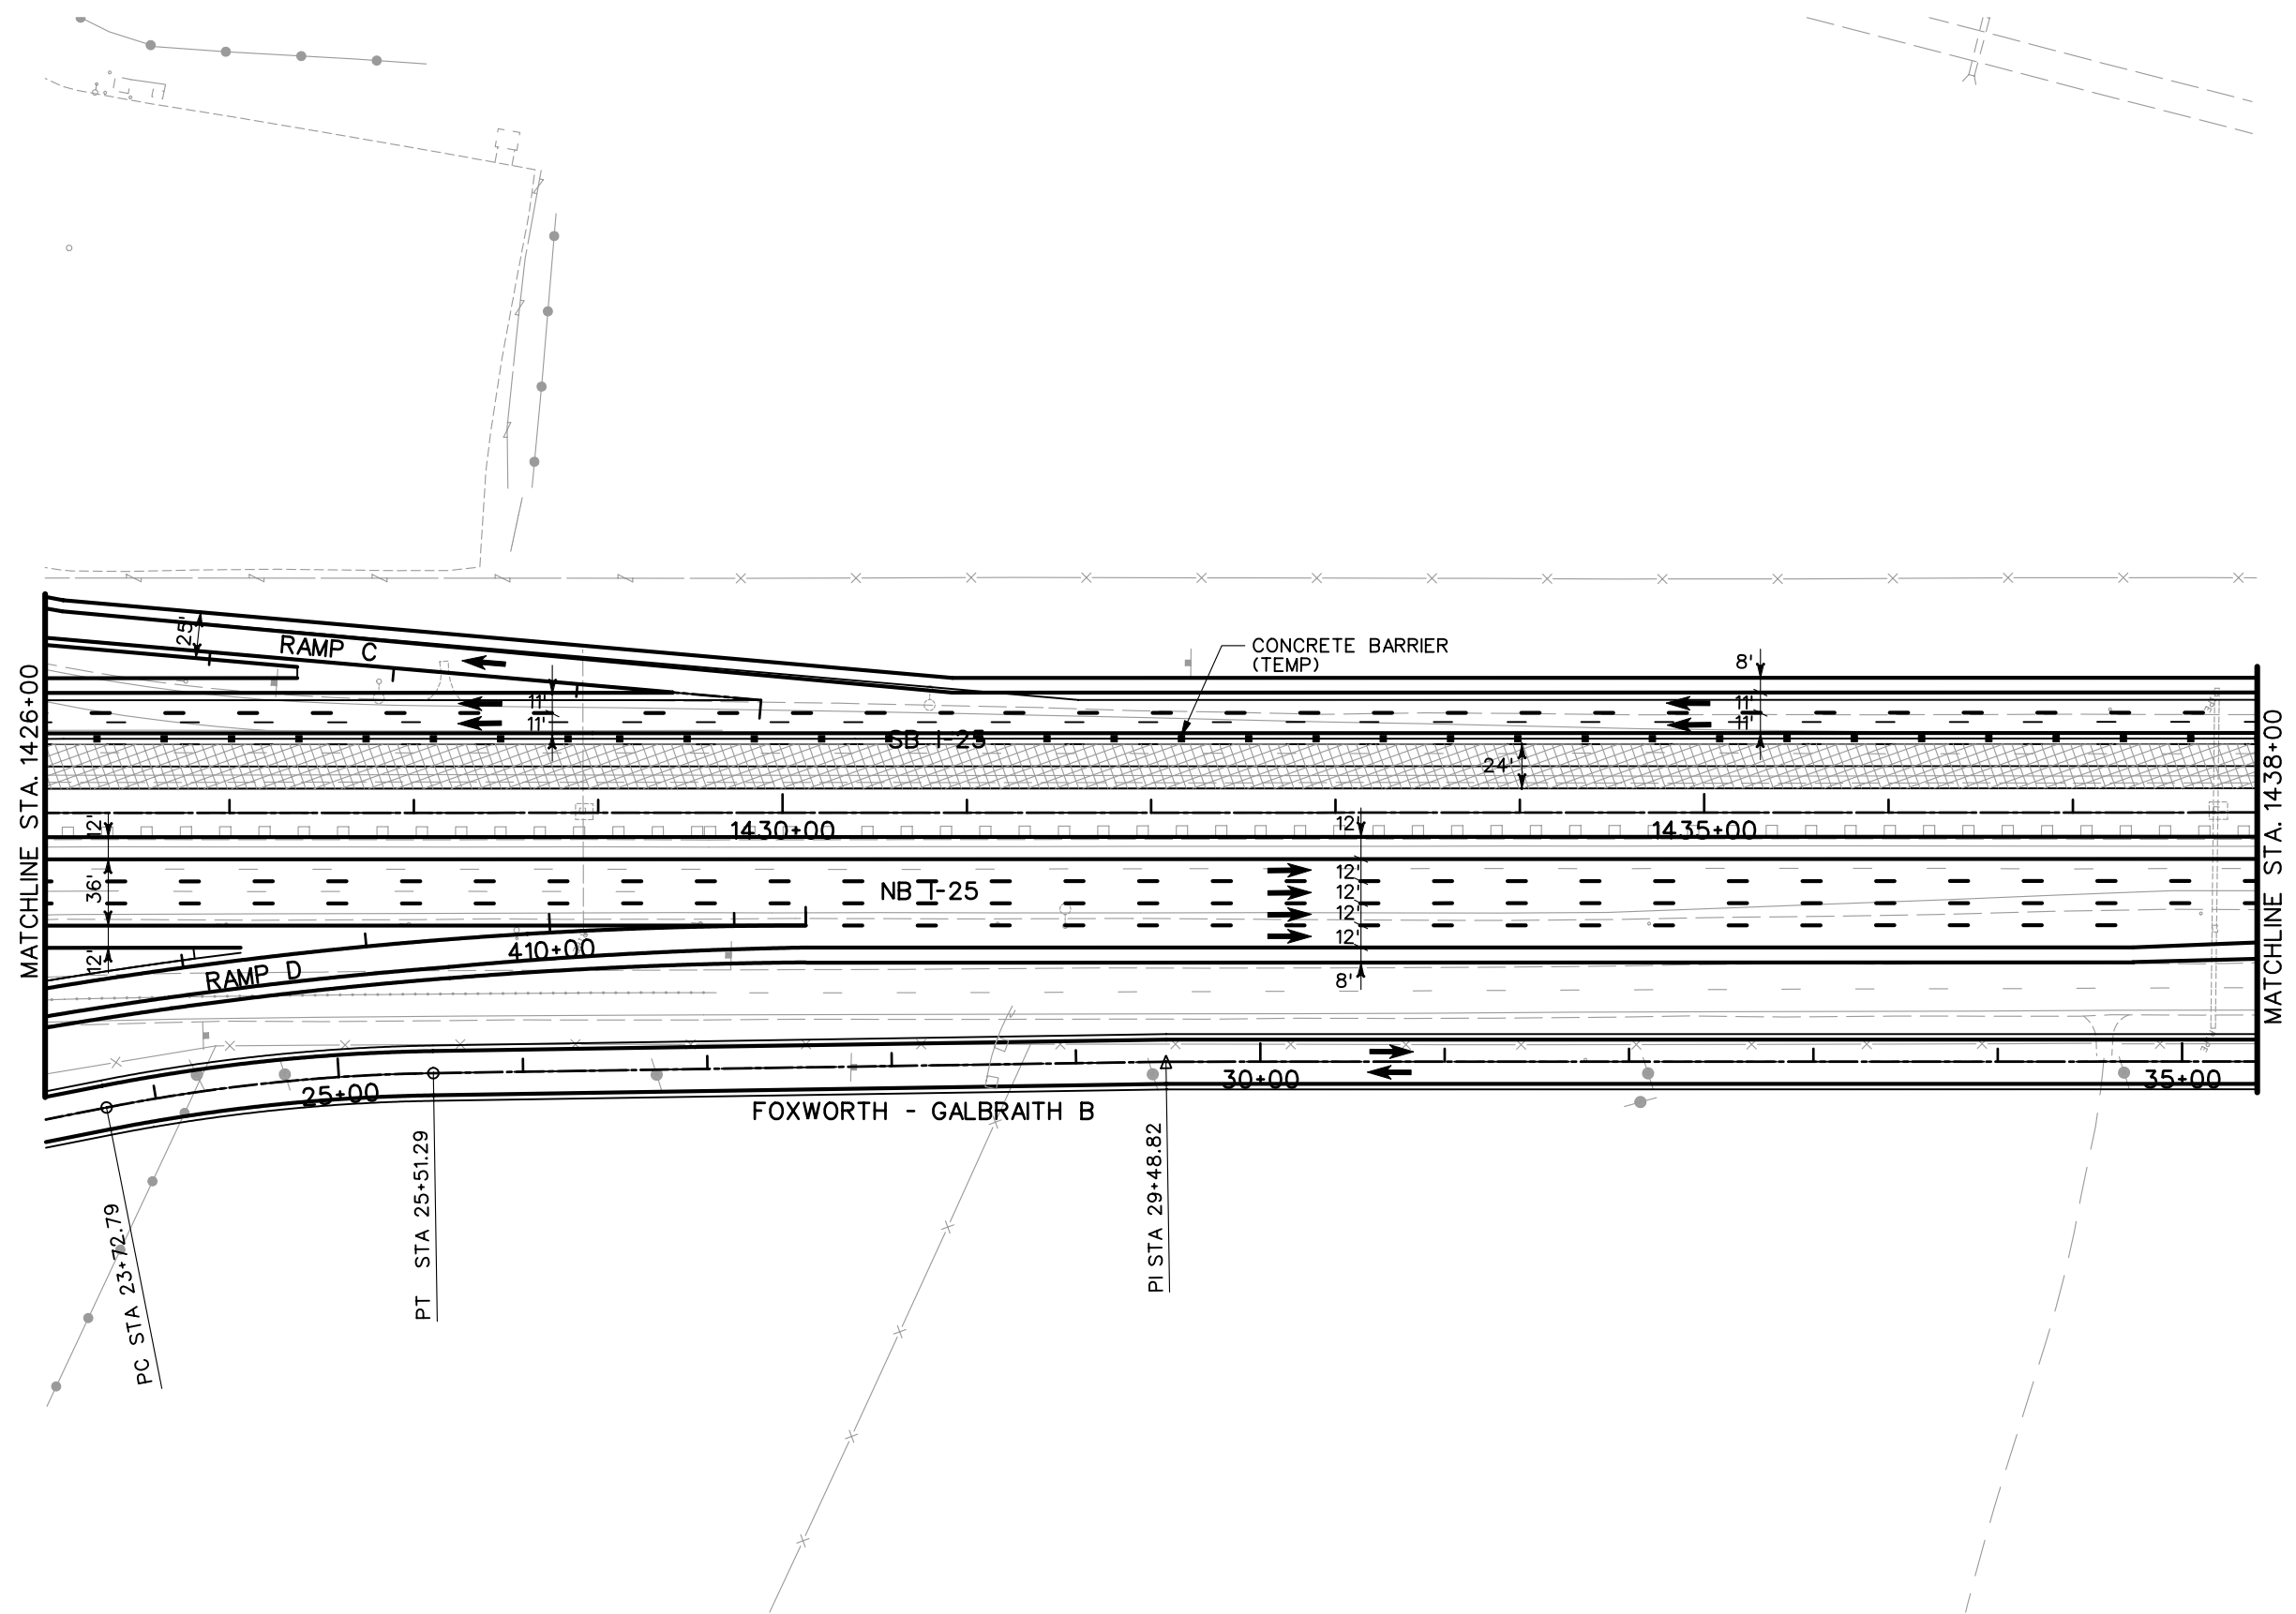 25'
RAMP C
CONCRETE BARRIER
(TEMP)
8'
11'
11'
11'
11'
SB I-25
24'
MATCHLINE STA. 1426+00
MATCHLINE STA. 1438+00
12'
1430+00
12'
1435+00
36'
NB I-25
12'
12'
12'
12'
12'
RAMP D
410+00
8'
25+00
30+00
35+00
FOXWORTH - GALBRAITH B
PC STA 23+72.79
PT STA 25+51.29
PI STA 29+48.82